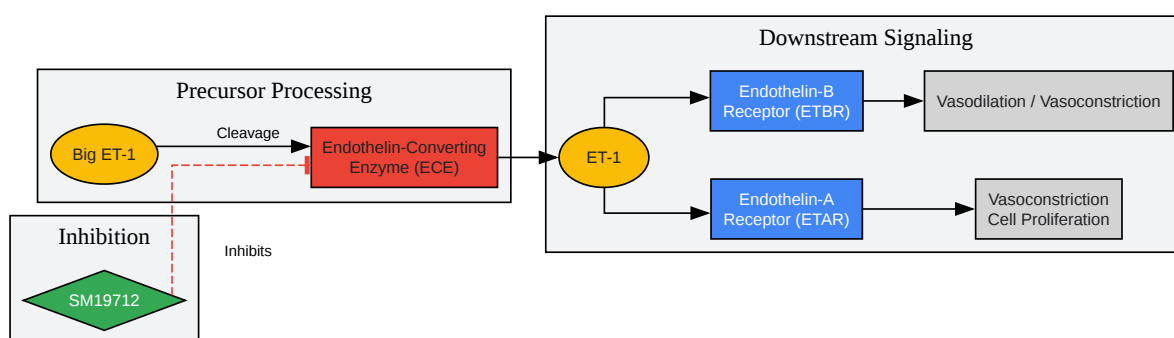 Downstream Signaling
Precursor Processing
Endothelin-B
Receptor (ETBR)
Vasodilation / Vasoconstriction
Cleavage
Big ET-1
Endothelin-Converting
Enzyme (ECE)
ET-1
Endothelin-A
Receptor (ETAR)
Vasoconstriction
Cell Proliferation
Inhibition
Inhibits
SM19712